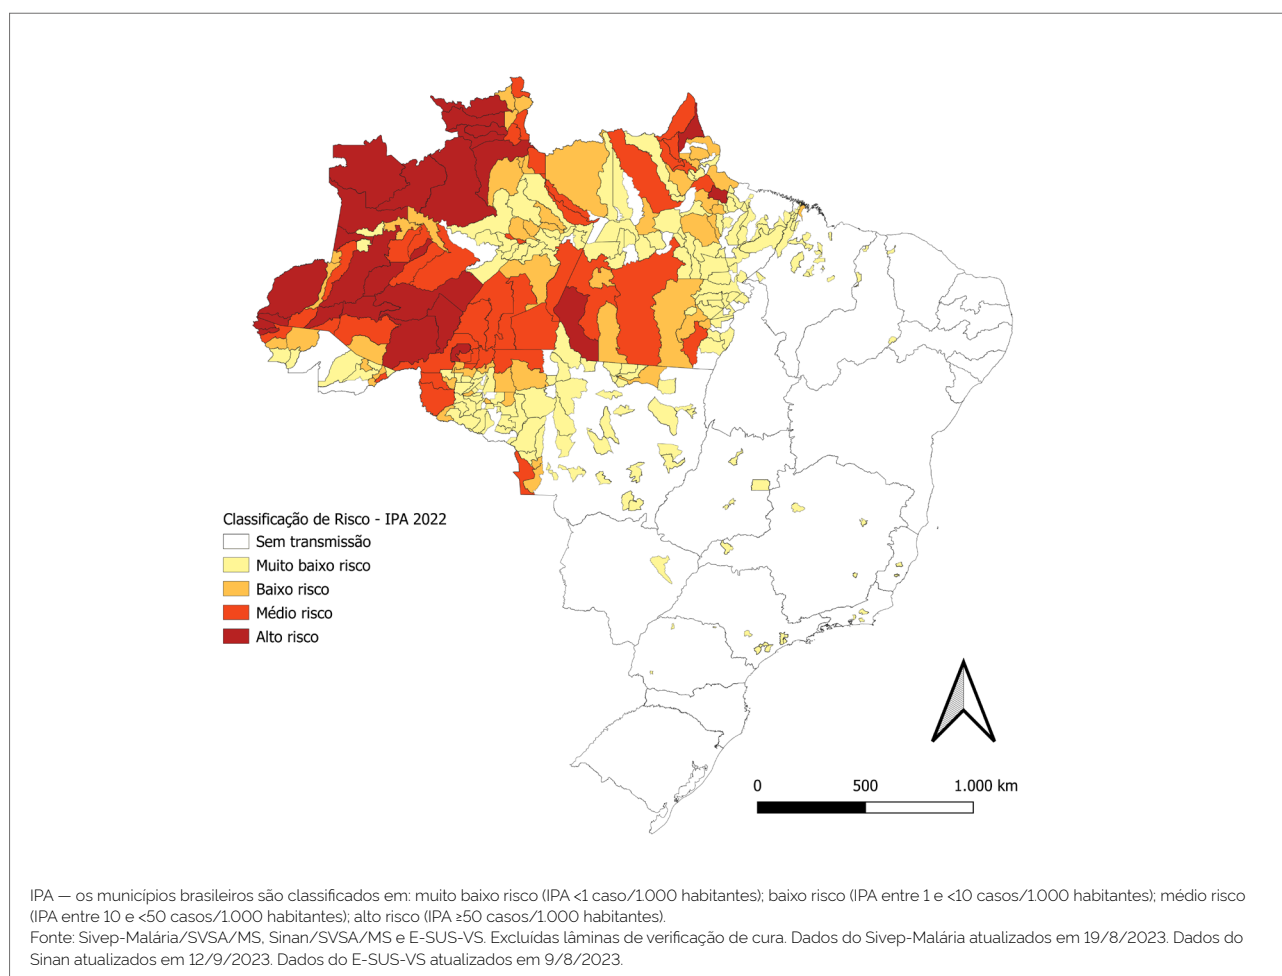 Classificação de Risco - IPA 2022
Sem transmissão
Muito baixo risco
Baixo risco
Médio risco
Alto risco
0 500 1.000 km
IPA — os municípios brasileiros são classificados em: muito baixo risco (IPA <1 caso/1.000 habitantes); baixo risco (IPA entre 1 e <10 casos/1.000 habitantes); médio risco
(IPA entre 10 e <50 casos/1.000 habitantes); alto risco (IPA ≥50 casos/1.000 habitantes).
Fonte: Sivep-Malária/SVSA/MS, Sinan/SVSA/MS e E-SUS-VS. Excluídas lâminas de verificação de cura. Dados do Sivep-Malária atualizados em 19/8/2023. Dados do
Sinan atualizados em 12/9/2023. Dados do E-SUS-VS atualizados em 9/8/2023.